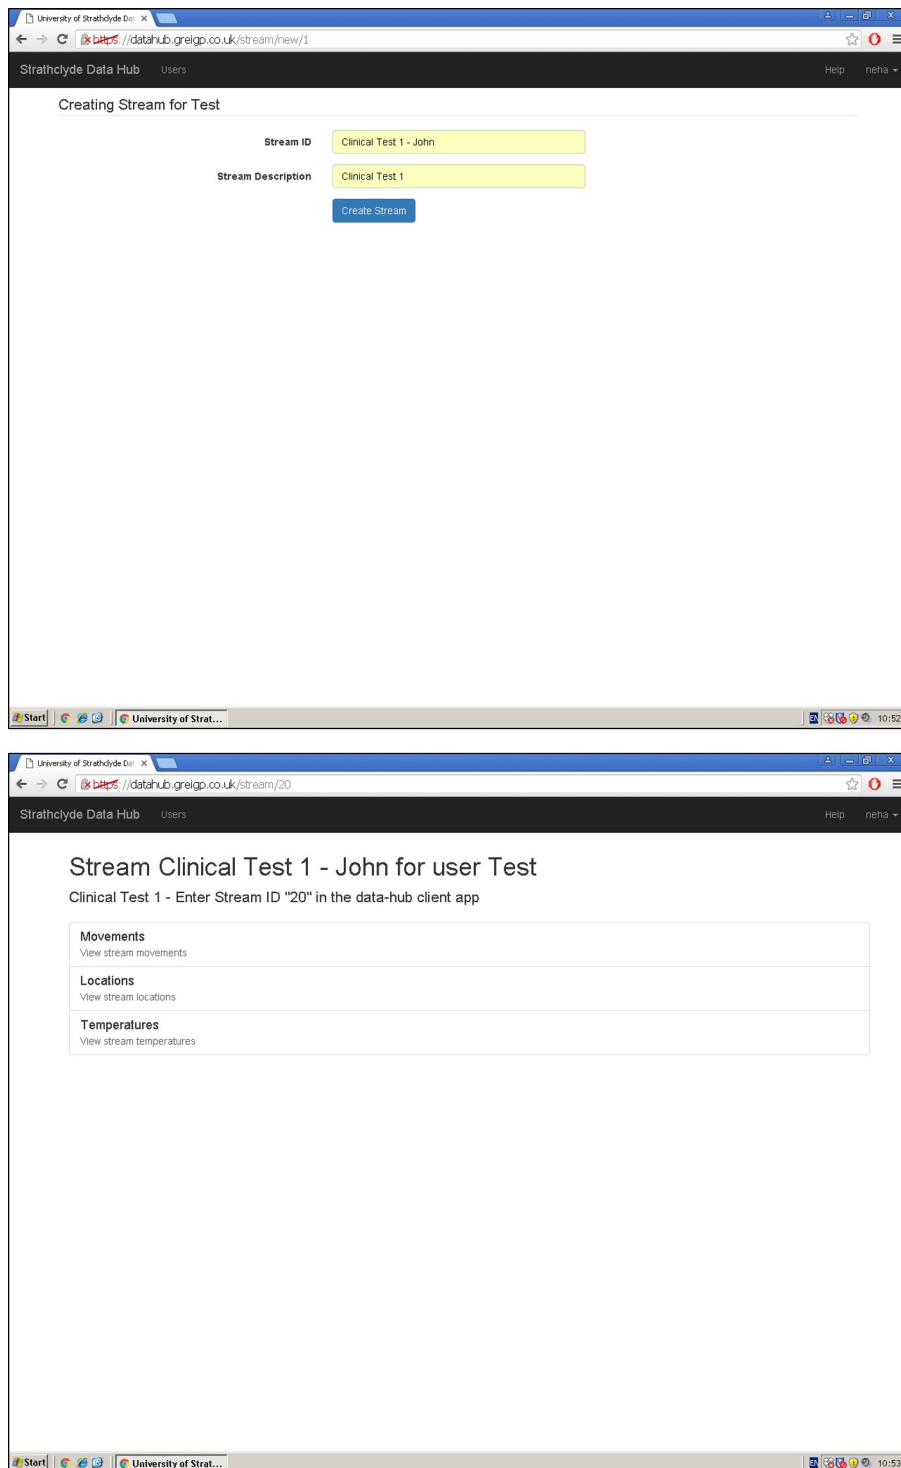 University of Strathclyde Dat
https://datahub.greigp.co.uk/stream/new/1
Strathclyde Data Hub Users Help neha
Creating Stream for Test
Stream ID Clinical Test 1 - John
Stream Description Clinical Test 1
Create Stream
Start University of Strat... EN 10:52
University of Strathclyde Dat
https://datahub.greigp.co.uk/stream/20
Strathclyde Data Hub Users Help neha
Stream Clinical Test 1 - John for user Test
Clinical Test 1 - Enter Stream ID "20" in the data-hub client app
Movements
View stream movements
Locations
View stream locations
Temperatures
View stream temperatures
Start University of Strat... EN 10:53